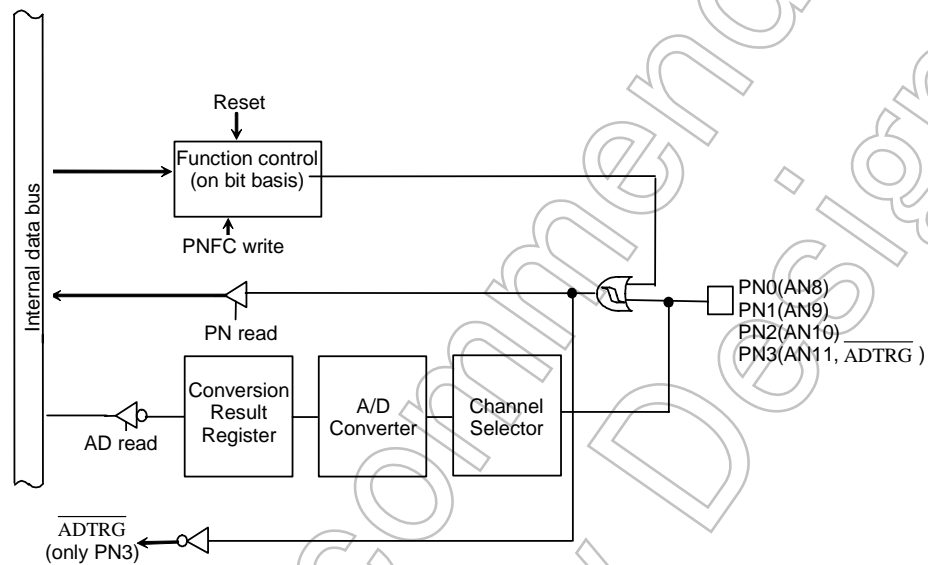 Reset
Function control
(on bit basis)
PNFC write
Internal data bus
PN read
PN0(AN8)
PN1(AN9)
PN2(AN10)
PN3(AN11, ADTRG )
Conversion
Result
Register
A/D
Converter
Channel
Selector
AD read
ADTRG
(only PN3)